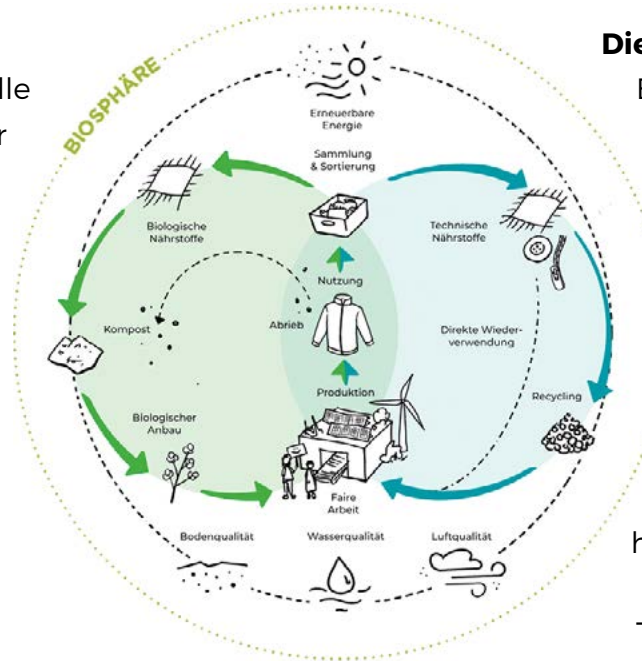 Die
lle
r
E
BIOSPHÄRE
Erneuerbare
Energie
Sammlung
& Sortierung
Biologische
Nährstoffe
Technische
Nährstoffe
Nutzung
Kompost
Abrieb
Direkte Wieder-
verwendung
Produktion
Recycling
Biologischer
Anbau
Faire
Arbeit
Bodenqualität
Wasserqualität
Luftqualität
h
-